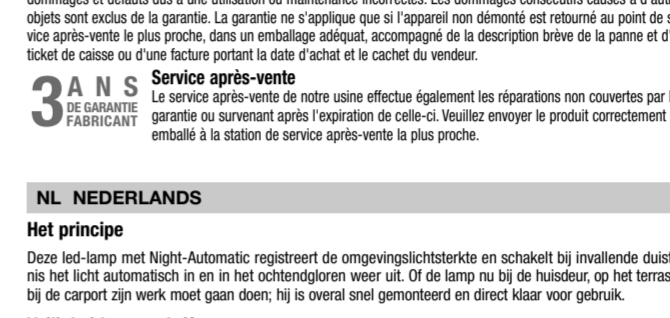 objets sont exclus de la garantie. La garantie ne s'applique que si l'appareil non démonté est retourné au point de
vice après-vente le plus proche, dans un emballage adéquat, accompagné de la description brève de la panne et
ticket de caisse ou d'une facture portant la date d'achat et le cachet du vendeur.
3 ANS
DE GARANTIE
FABRICANT
Service après-vente
Le service après-vente de notre usine effectue également les réparations non couvertes par
garantie ou survenant après l'expiration de celle-ci. Veuillez envoyer le produit correctement
emballé à la station de service après-vente la plus proche.
NL NEDERLANDS
Het principe
Deze led-lamp met Night-Automatic registreert de omgevingslichtsterkte en schakelt bij invallende duist
nis het licht automatisch in en in het ochtendgloren weer uit. Of de lamp nu bij de huisdeur, op het terras
bij de carport zijn werk moet gaan doen; hij is overal snel gemonteerd en direct klaar voor gebruik.